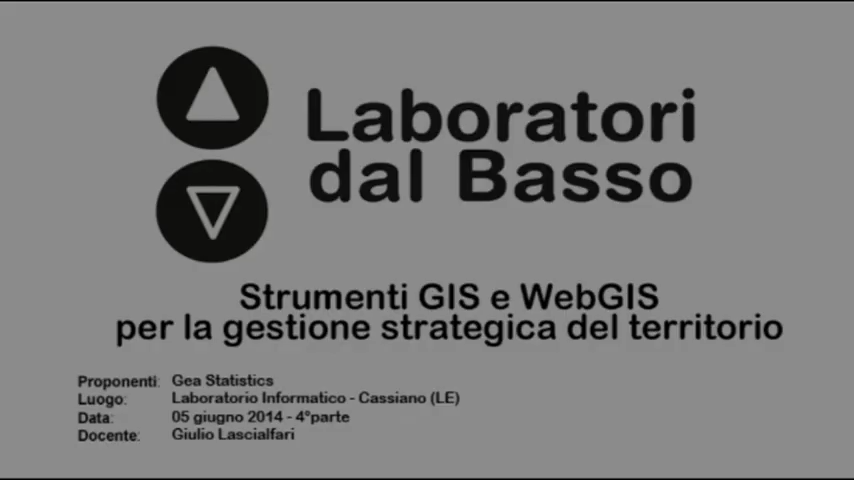 Laboratori
dal Basso
Strumenti GIS e WebGIS
per la gestione strategica del territorio
Proponenti: Gea Statistics
Luogo: Laboratorio Informatico - Cassiano (LE)
Data: 05 giugno 2014 - 4°parte
Docente: Giulio Lascialfari